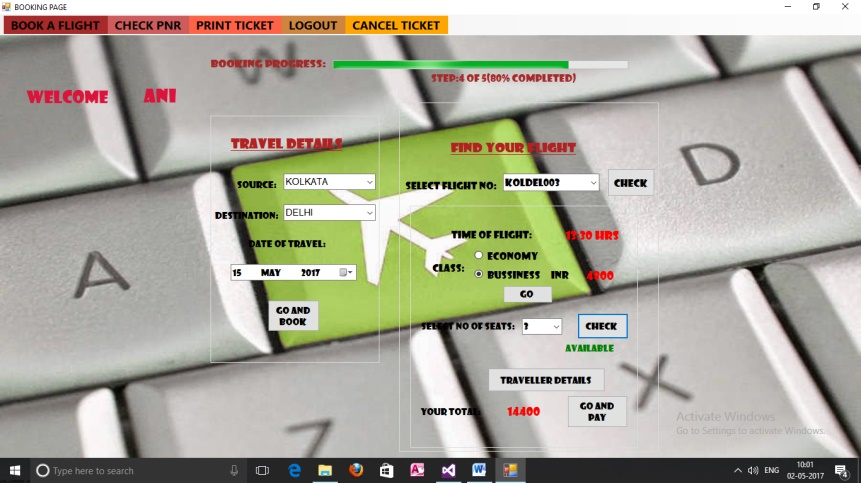 BOOKING PAGE
BOOK A FLIGHT CHECK PNR PRINT TICKET LOGOUT CANCEL TICKET
BOOKING PROGRESS:
STEP:4 OF 5(80% COMPLETED)
WELCOME ANI
TRAVEL DETAILS
SOURCE: KOLKATA
DESTINATION: DELHI
DATE OF TRAVEL:
15 MAY 2017
GO AND
BOOK
FIND YOUR FLIGHT
SELECT FLIGHT NO: KOLDEL003 CHECK
TIME OF FLIGHT: 13:30 HRS
CLASS:
ECONOMY
BUSSINESS INR 4800
GO
SELECT NO OF SEATS: 3 CHECK
AVAILABLE
TRAVELLER DETAILS
YOUR TOTAL: 14400
GO AND
PAY
A
D
X
Z
W
Activate Windows
Go to Settings to activate Windows.
Type here to search
ENG
10:01
02-05-2017
4